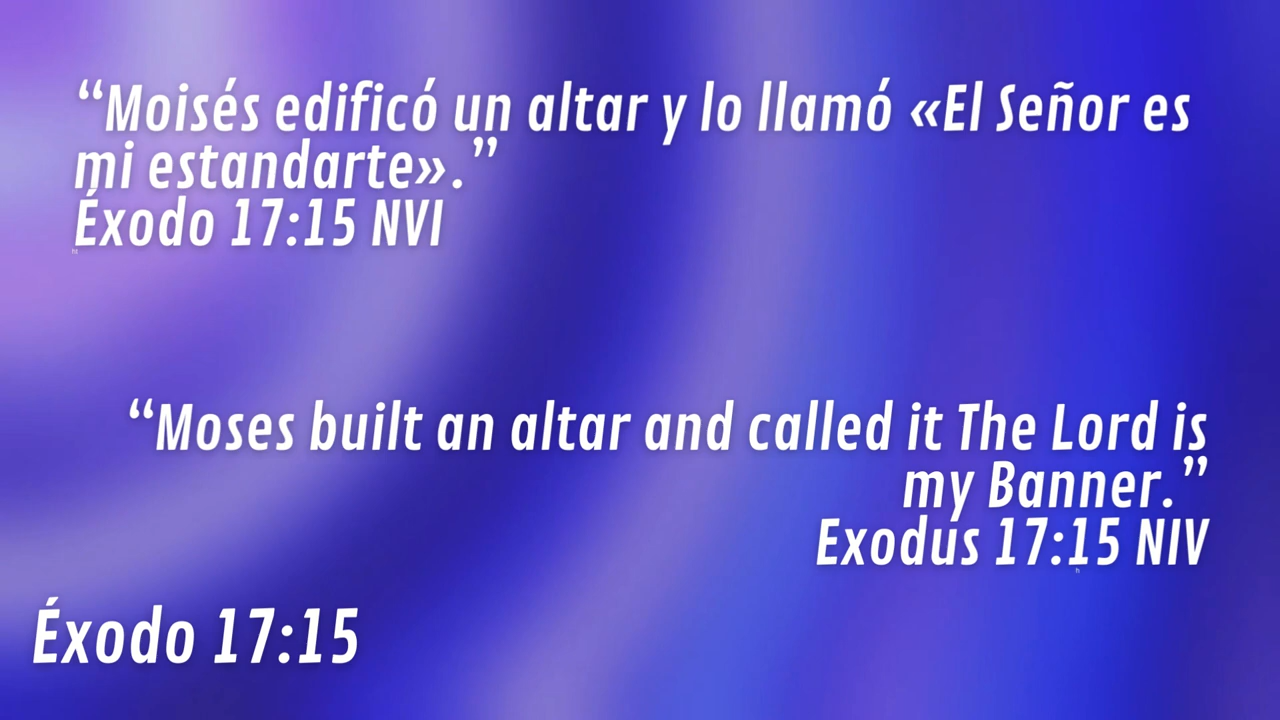 “Moisés edificó un altar y lo llamó «El Señor es
mi estandarte».”
Éxodo 17:15 NVI
“Moses built an altar and called it The Lord is
my Banner.”
Exodus 17:15 NIV
Éxodo 17:15